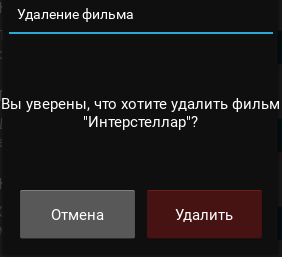 Удаление фильма
Вы уверены, что хотите удалить фильм
"Интерстеллар"?
Отмена
Удалить